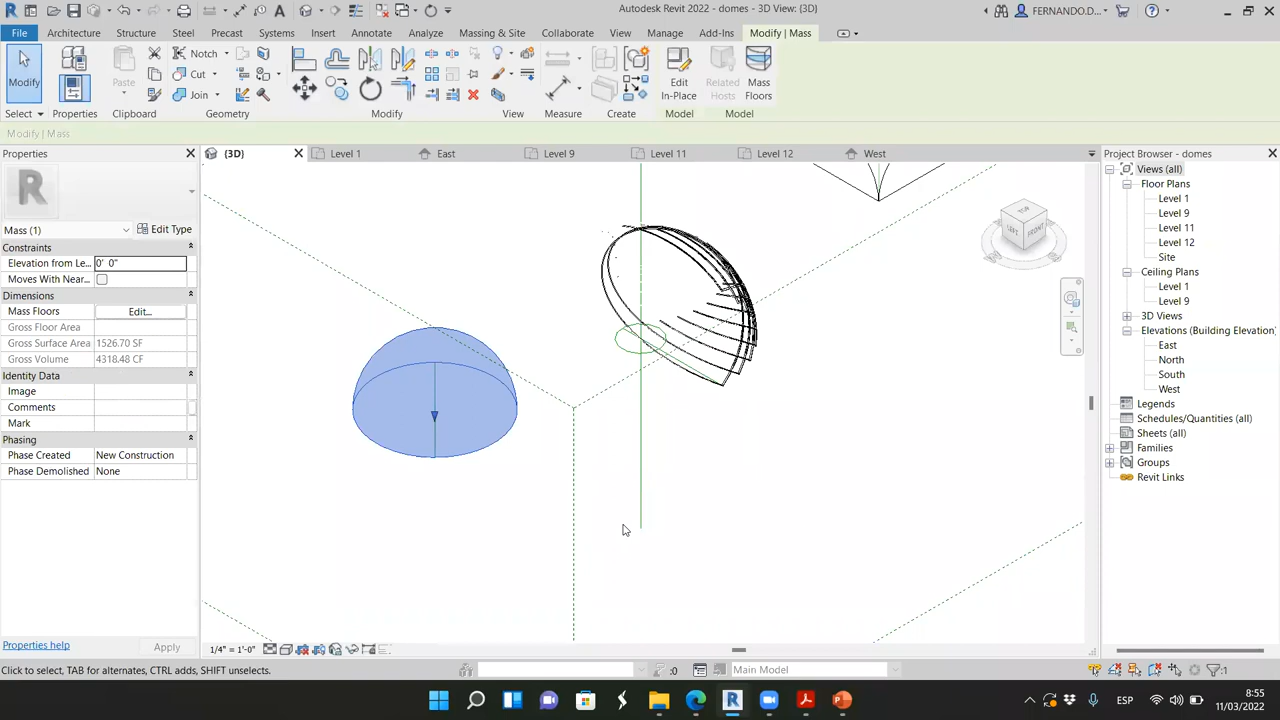 Autodesk Revit 2022 - domes - 3D View: {3D}
FERNANDO.D...
File Architecture Structure Steel Precast Systems Insert Annotate Analyze Massing & Site Collaborate View Manage Add-Ins Modify | Mass
Modify
Paste
Notch
Cut
Join
Edit
In-Place
Related
Hosts
Mass
Floors
Select Properties Clipboard Geometry Modify View Measure Create Model Model
Modify | Mass
Properties
{3D} Level 1 East Level 9 Level 11 Level 12 West
Project Browser - domes
Mass (1) Edit Type
Constraints
Elevation from Le... 0' 0"
Moves With Near...
Dimensions
Mass Floors Edit...
Gross Floor Area
Gross Surface Area 1526.70 SF
Gross Volume 4318.48 CF
Identity Data
Image
Comments
Mark
Phasing
Phase Created New Construction
Phase Demolished None
Properties help Apply
TOP
LEFT
FRONT
Views (all)
Floor Plans
Level 1
Level 9
Level 11
Level 12
Site
Ceiling Plans
Level 1
Level 9
3D Views
Elevations (Building Elevation
East
North
South
West
Legends
Schedules/Quantities (all)
Sheets (all)
Families
Groups
Revit Links
1/4" = 1'-0"
Click to select, TAB for alternates, CTRL adds, SHIFT unselects.
:0
Main Model
:1
ESP
8:55
11/03/2022